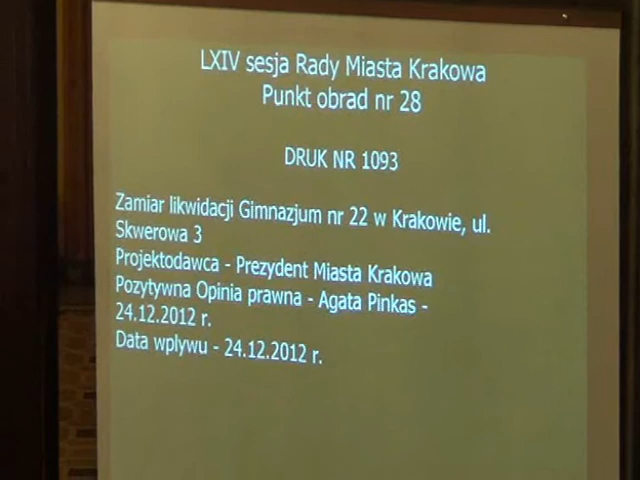 LXIV sesja Rady Miasta Krakowa
Punkt obrad nr 28
DRUK NR 1093
Zamiar likwidacji Gimnazjum nr 22 w Krakowie, ul.
Skwerowa 3
Projektodawca - Prezydent Miasta Krakowa
Pozytywna Opinia prawna - Agata Pinkas -
24.12.2012 r.
Data wpływu - 24.12.2012 r.